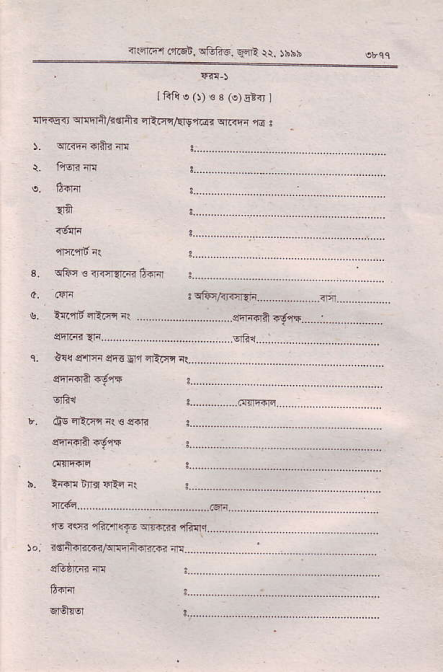 বাংলাদেশ গেজেট, অতিরিক্ত, জুলাই ২২, ১৯৯৯ ৩৮৭৭
ফরম-১
[ বিধি ৩ (১) ও ৪ (৩) দ্রষ্টব্য ]
মাদকদ্রব্য আমদানী/রপ্তানীর লাইসেন্স/ছাড়পত্রের আবেদন পত্র ঃ
১. আবেদন কারীর নাম ঃ....................
২. পিতার নাম ঃ....................
৩. ঠিকানা ঃ....................
স্থায়ী ঃ....................
বর্তমান ঃ....................
পাসপোর্ট নং ঃ....................
৪. অফিস ও ব্যবসাস্থানের ঠিকানা ঃ....................
৫. ফোন ঃ অফিস/ব্যবসাস্থান....................বাসা....................
৬. ইমপোর্ট লাইসেন্স নং ....................প্রদানকারী কর্তৃপক্ষ....................
প্রদানের স্থান....................তারিখ....................
৭. ঔষধ প্রশাসন প্রদত্ত ড্রাগ লাইসেন্স নং....................
প্রদানকারী কর্তৃপক্ষ ঃ....................
তারিখ ঃ....................মেয়াদকাল....................
৮. ট্রেড লাইসেন্স নং ও প্রকার ঃ....................
প্রদানকারী কর্তৃপক্ষ ঃ....................
মেয়াদকাল ঃ....................
৯. ইনকাম ট্যাক্স ফাইল নং ঃ....................
সার্কেল....................জোন....................
গত বৎসর পরিশোধকৃত আয়করের পরিমাণ....................
১০. রপ্তানীকারকের/আমদানীকারকের নাম....................
প্রতিষ্ঠানের নাম ঃ....................
ঠিকানা ঃ....................
জাতীয়তা ঃ....................